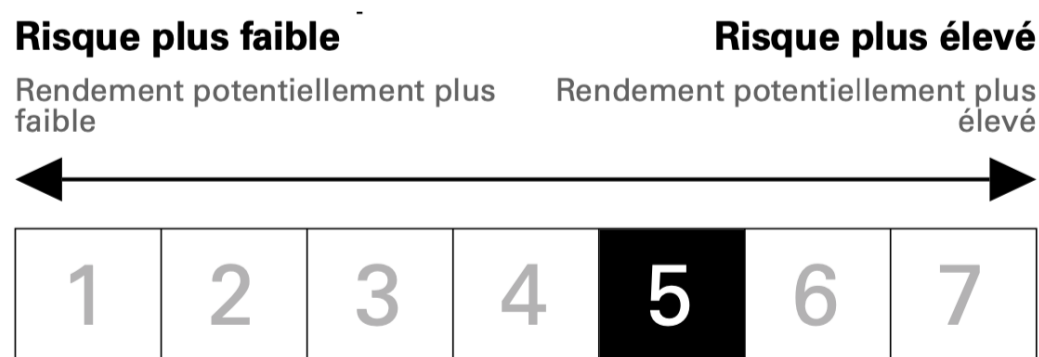 Risque plus faible
Risque plus élevé
Rendement potentiellement plus
faible
Rendement potentiellement plus
élevé
1 2 3 4 5 6 7